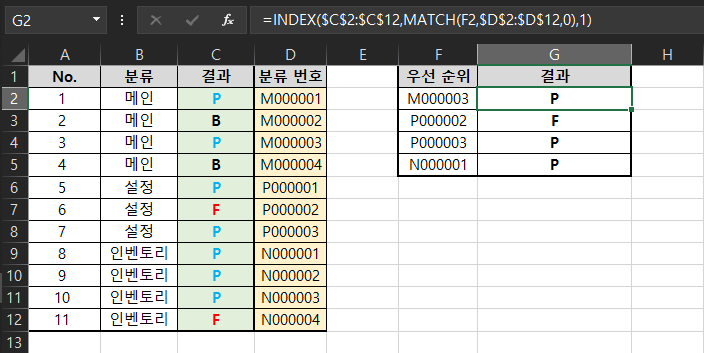 G2 fx =INDEX($C$2:$C$12,MATCH(F2,$D$2:$D$12,0),1)
A B C D E F G H
1 No. 분류 결과 분류 번호 우선 순위 결과
2 1 메인 P M000001 M000003 P
3 2 메인 B M000002 P000002 F
4 3 메인 P M000003 P000003 P
5 4 메인 B M000004 N000001 P
6 5 설정 P P000001
7 6 설정 F P000002
8 7 설정 P P000003
9 8 인벤토리 P N000001
10 9 인벤토리 P N000002
11 10 인벤토리 P N000003
12 11 인벤토리 F N000004
13